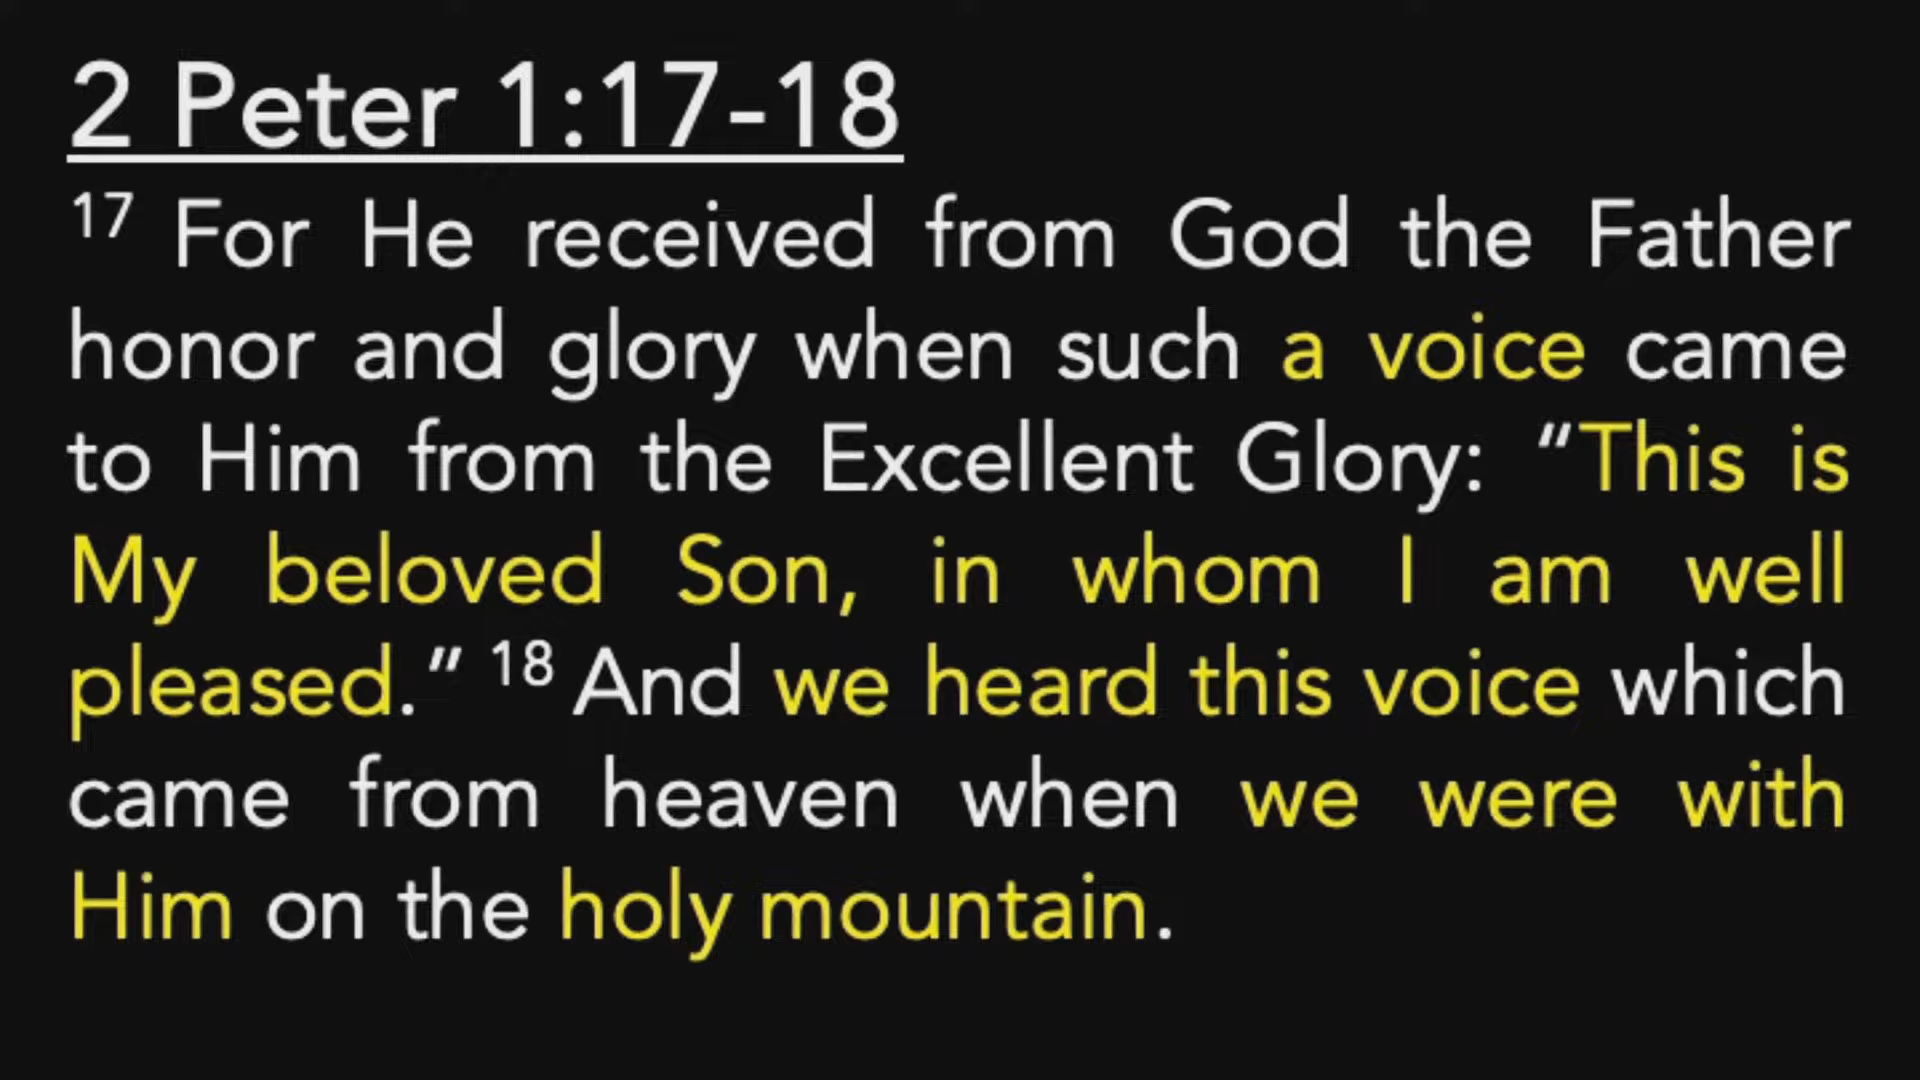 2 Peter 1:17-18
17 For He received from God the Father
honor and glory when such a voice came
to Him from the Excellent Glory: “This is
My beloved Son, in whom I am well
pleased.” 18 And we heard this voice which
came from heaven when we were with
Him on the holy mountain.